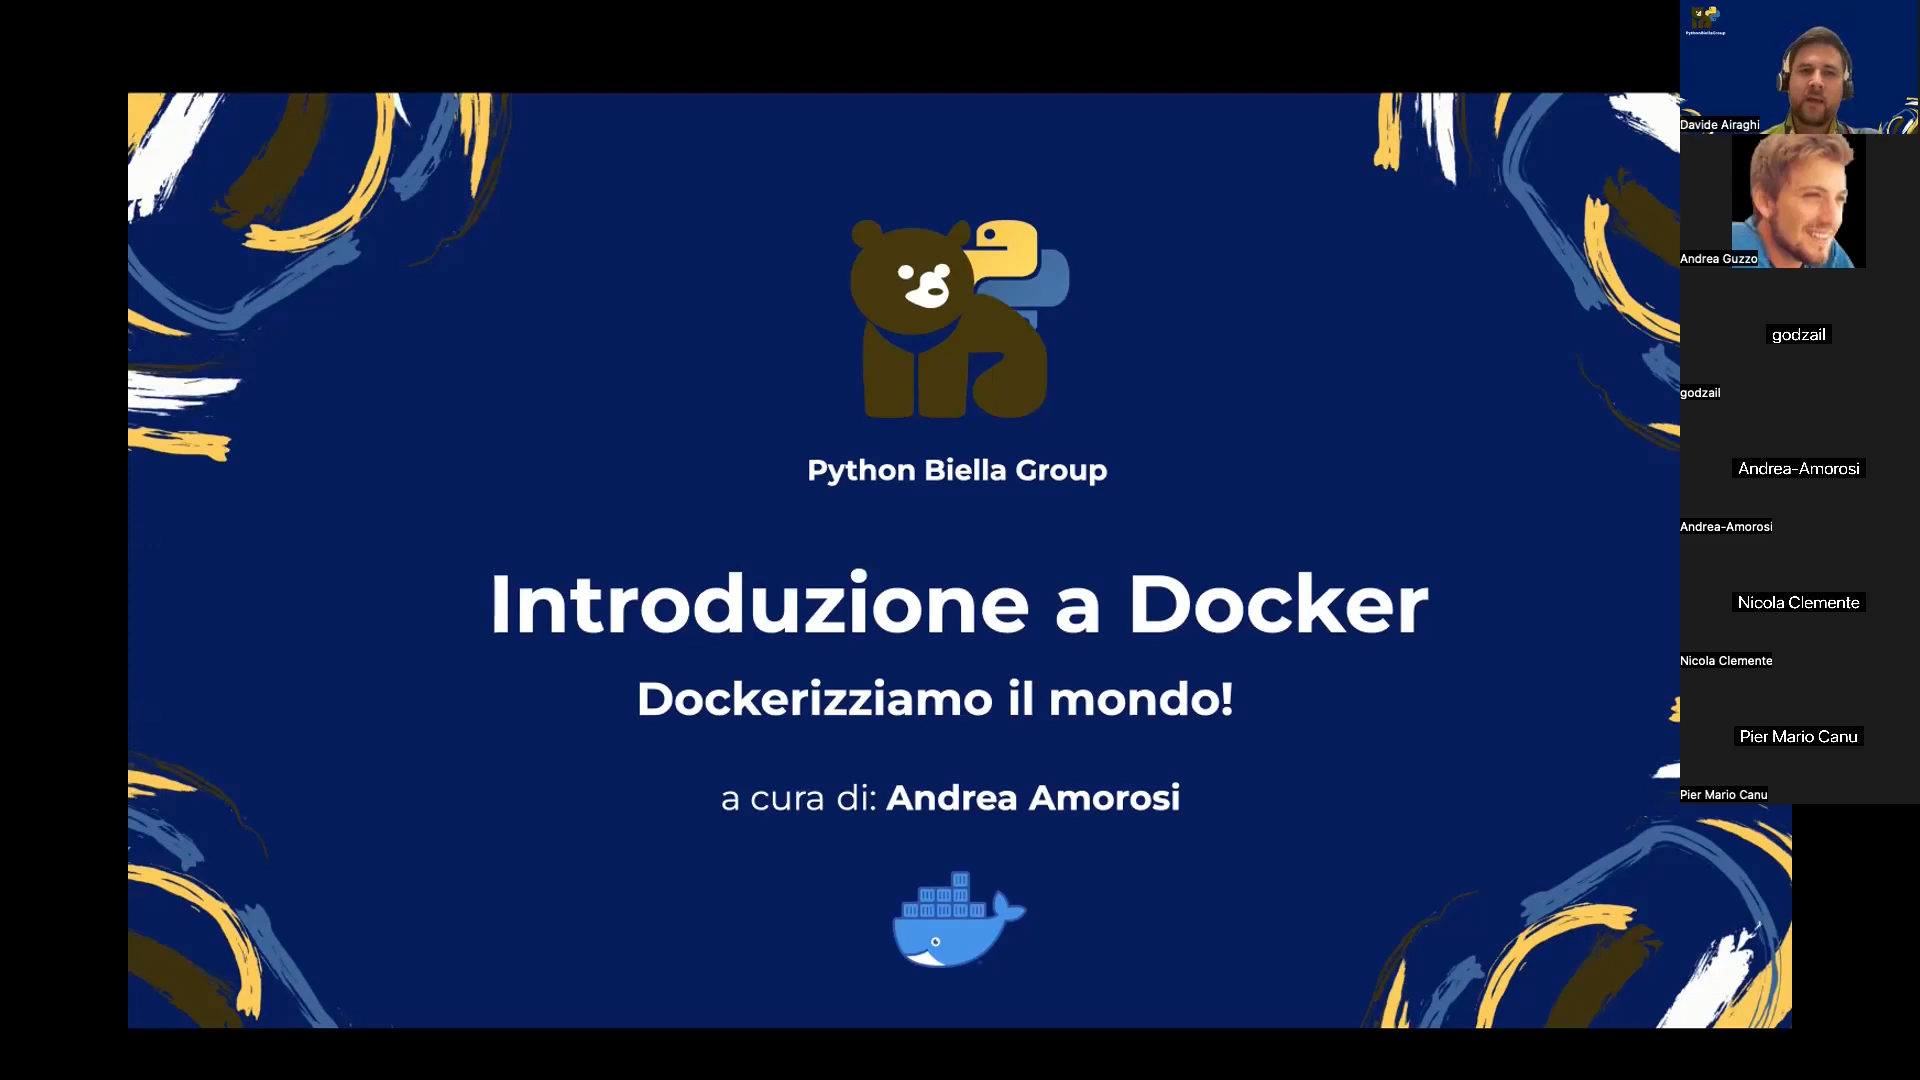 Python Biella Group
Introduzione a Docker
Dockerizziamo il mondo!
a cura di: Andrea Amorosi
PythonBiellaGroup
Davide Airaghi
Andrea Guzzo
godzail
godzail
Andrea-Amorosi
Andrea-Amorosi
Nicola Clemente
Nicola Clemente
Pier Mario Canu
Pier Mario Canu